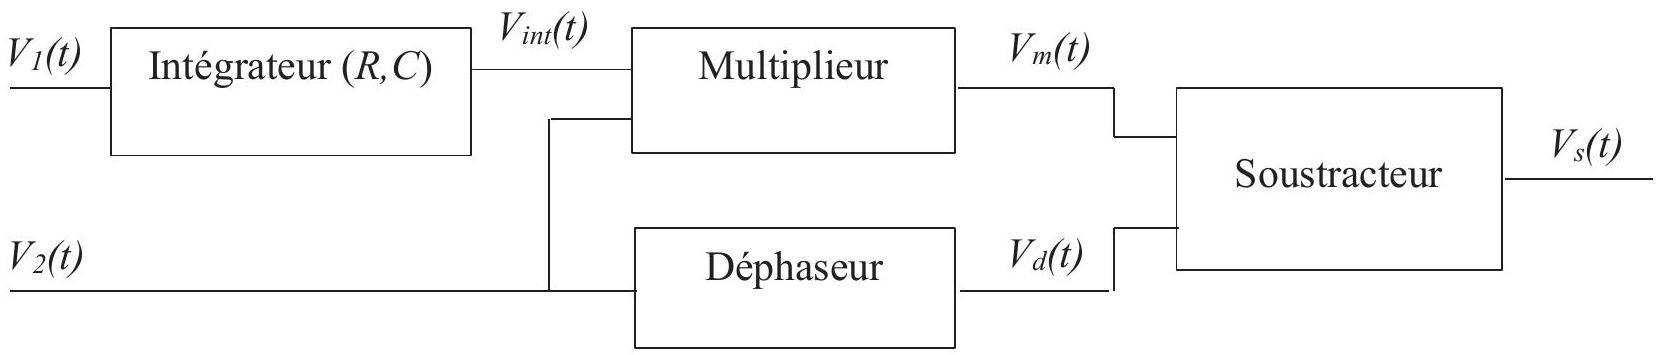 V1(t)
Intégrateur (R,C)
Vint(t)
Multiplieur
Vm(t)
Soustracteur
Vs(t)
V2(t)
Déphaseur
Vd(t)